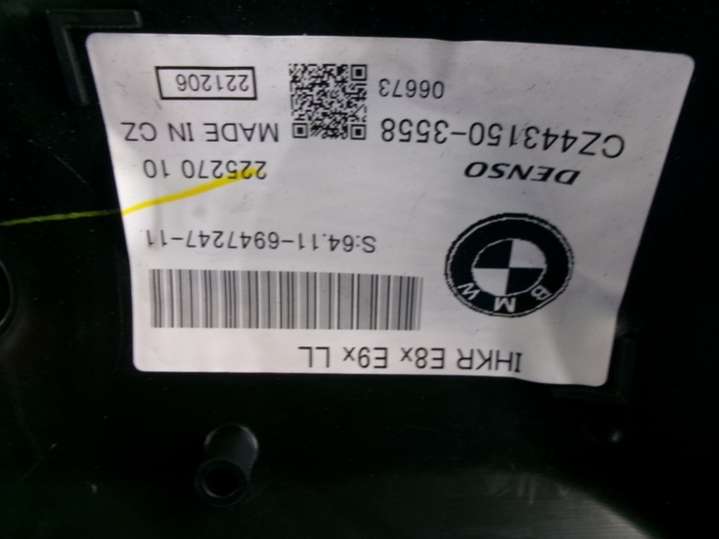 IHKR E8x E9x LL
BMW
S:64.11-6947247-11
DENSO
225270 10
CZ443150-3558
MADE IN CZ
06673
221206